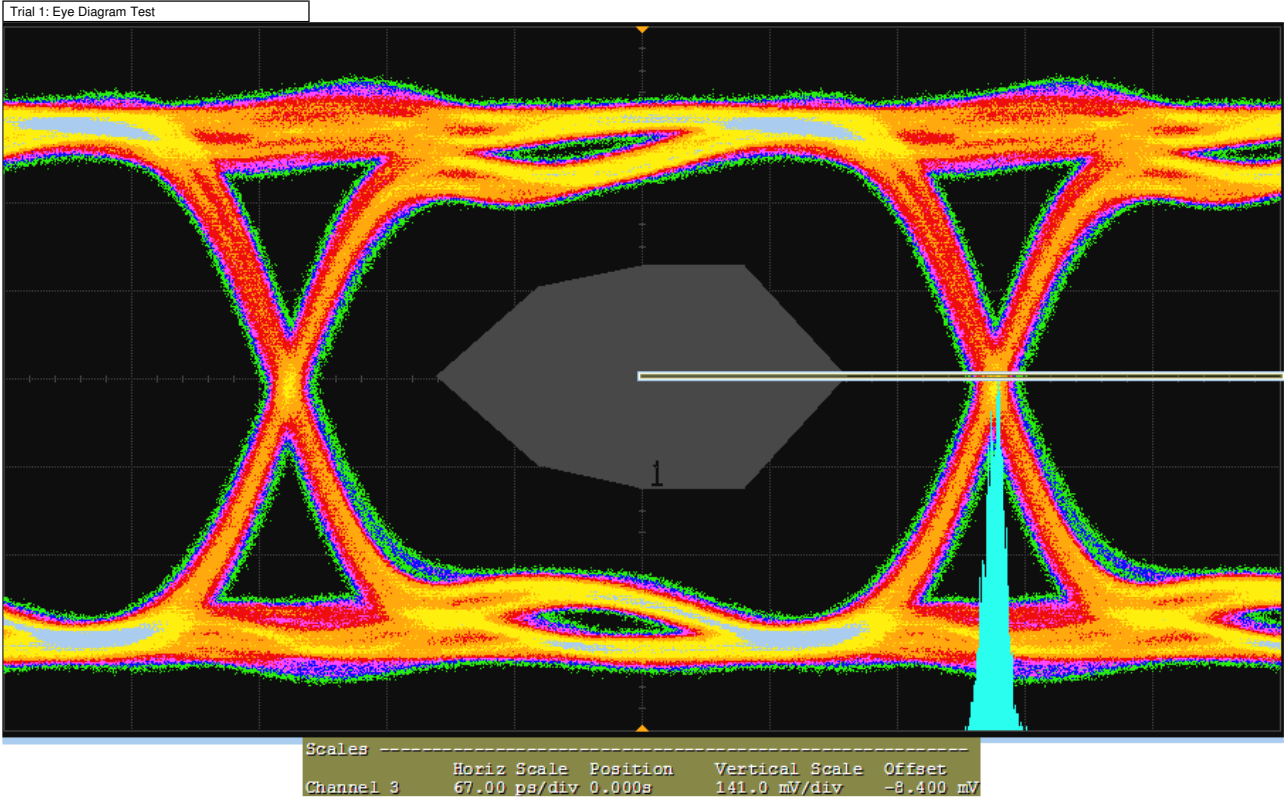 Trial 1: Eye Diagram Test
1
Scales --------------------------------------------------------
Horiz Scale Position Vertical Scale Offset
Channel 3 67.00 ps/div 0.000s 141.0 mV/div -8.400 mV